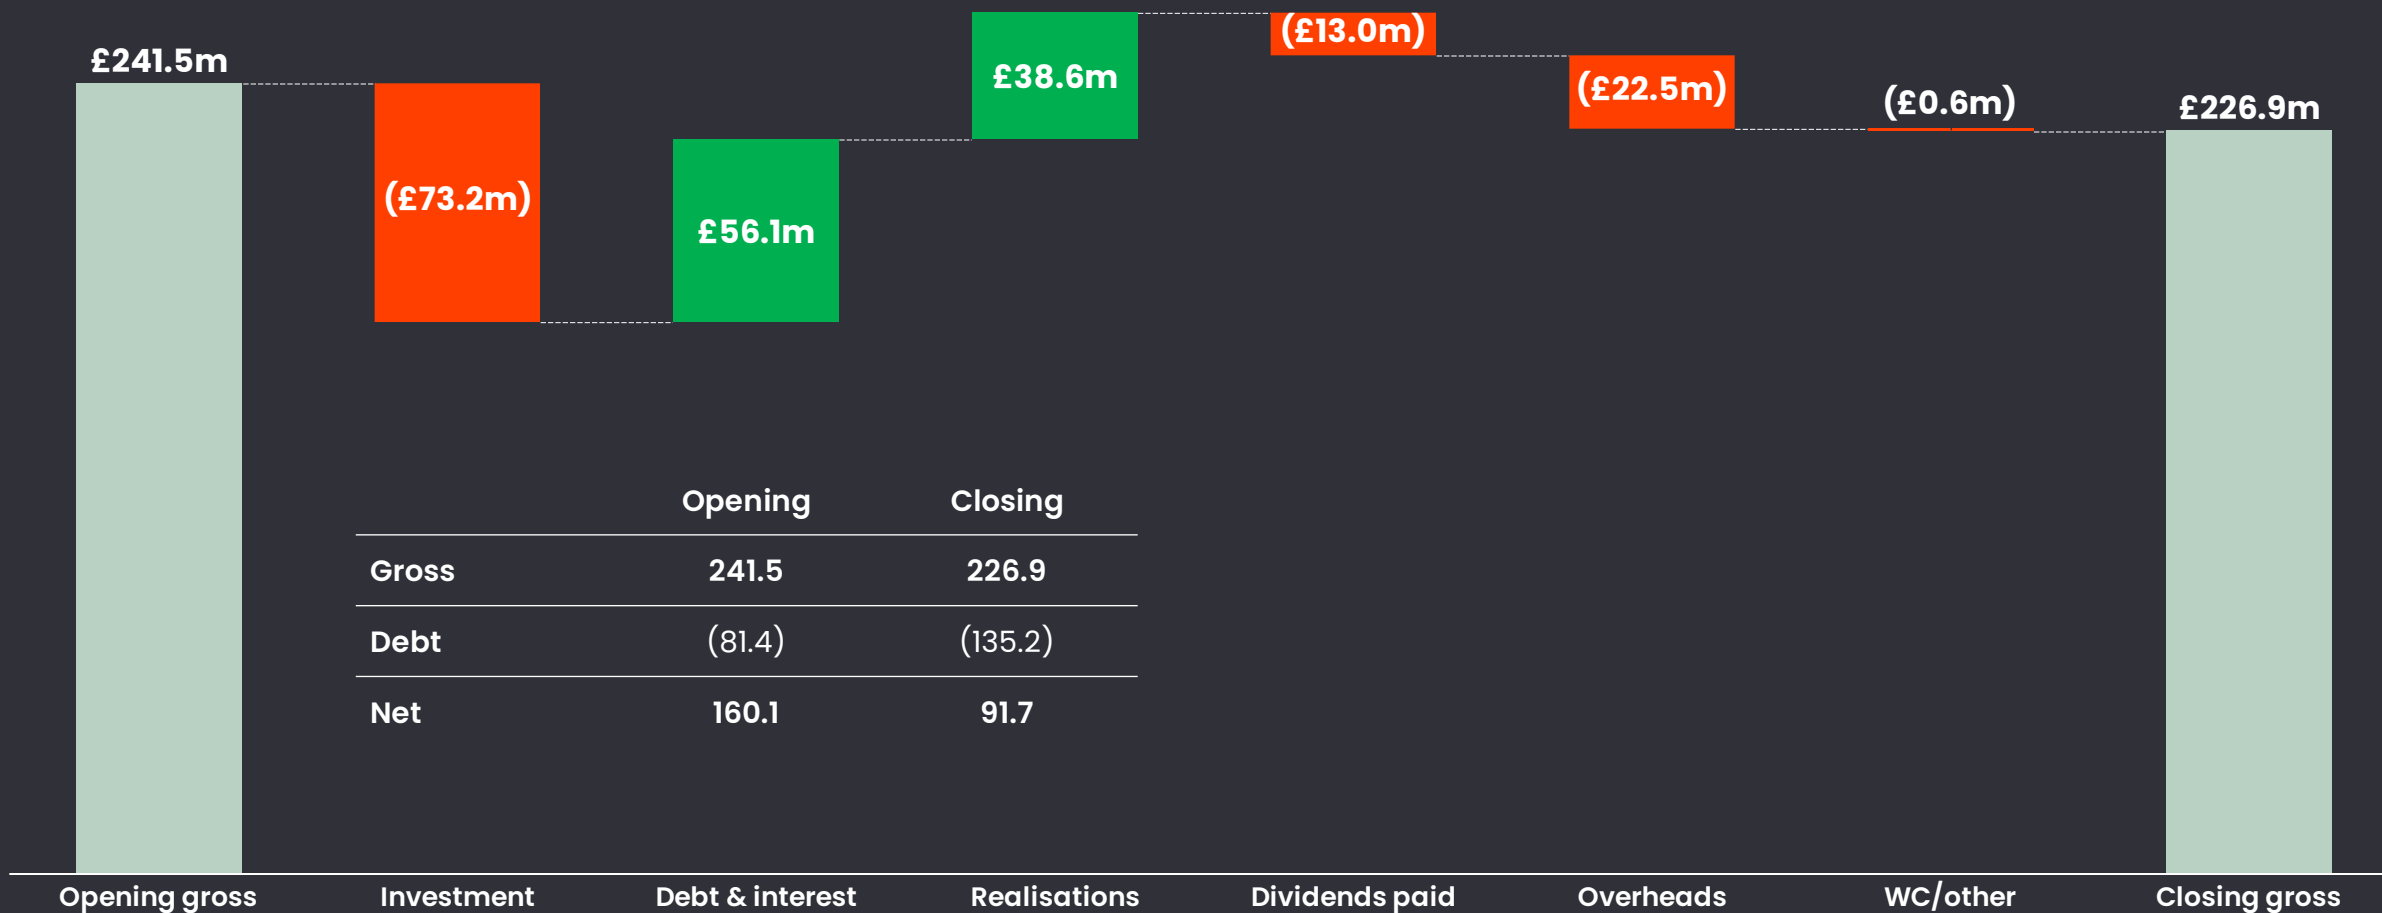 £241.5m
(£73.2m)
£56.1m
£38.6m
(£13.0m)
(£22.5m)
(£0.6m)
£226.9m
Opening Closing
Gross 241.5 226.9
Debt (81.4) (135.2)
Net 160.1 91.7
Opening gross Investment Debt & interest Realisations Dividends paid Overheads WC/other Closing gross